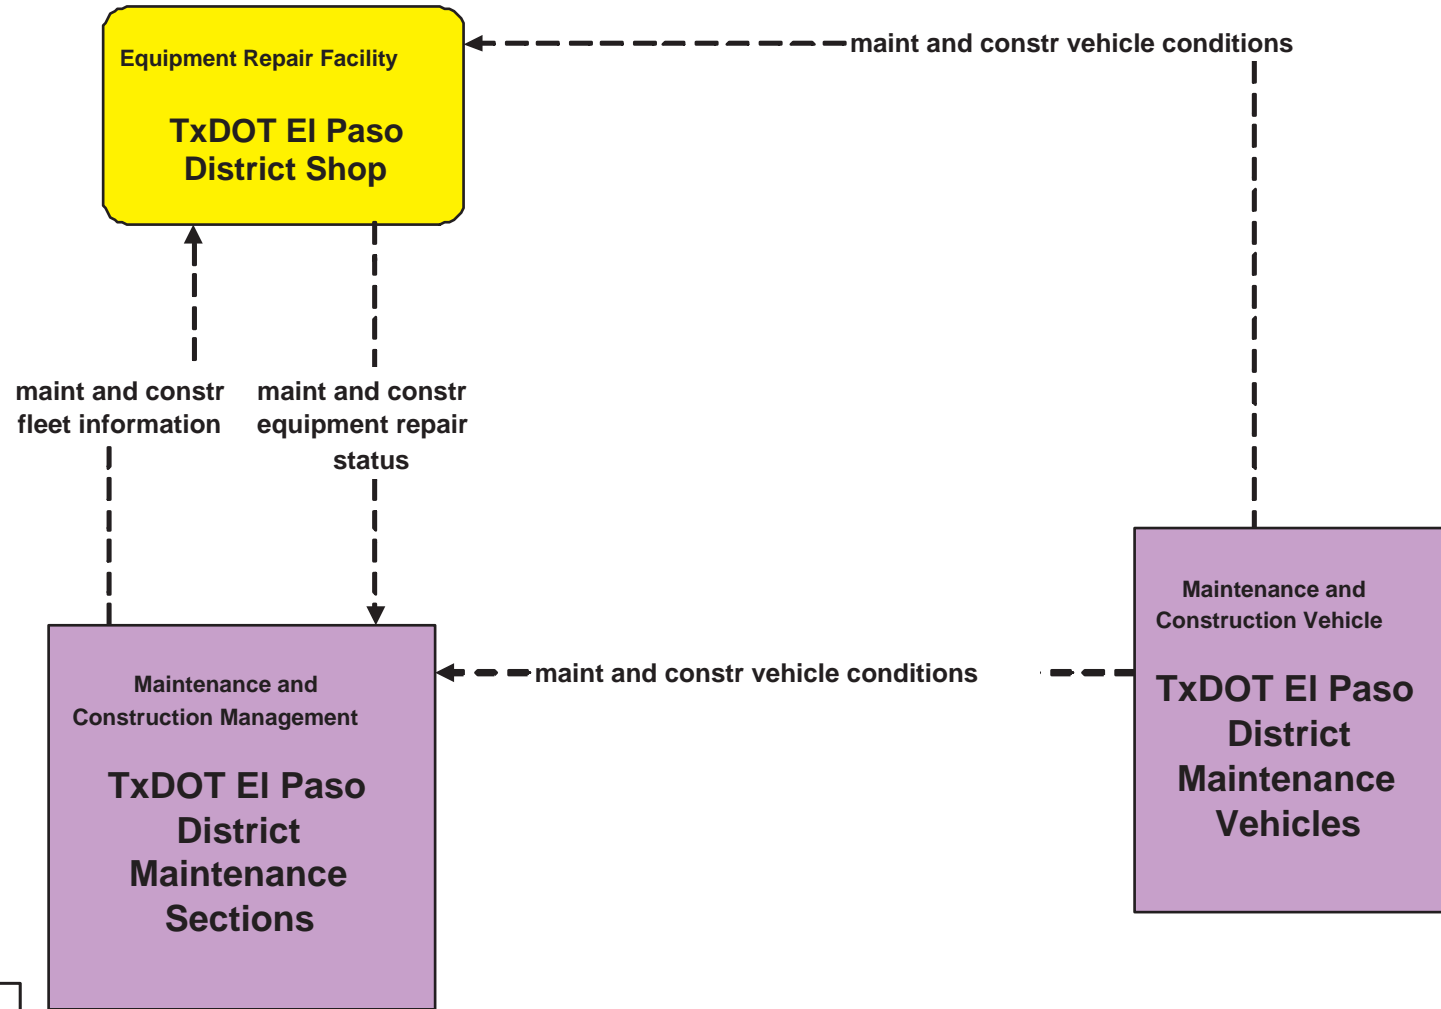 Equipment Repair Facility
TxDOT El Paso
District Shop
maint and constr vehicle conditions
maint and constr
fleet information
maint and constr
equipment repair
status
Maintenance and
Construction Management
TxDOT El Paso
District
Maintenance
Sections
maint and constr vehicle conditions
Maintenance and
Construction Vehicle
TxDOT El Paso
District
Maintenance
Vehicles